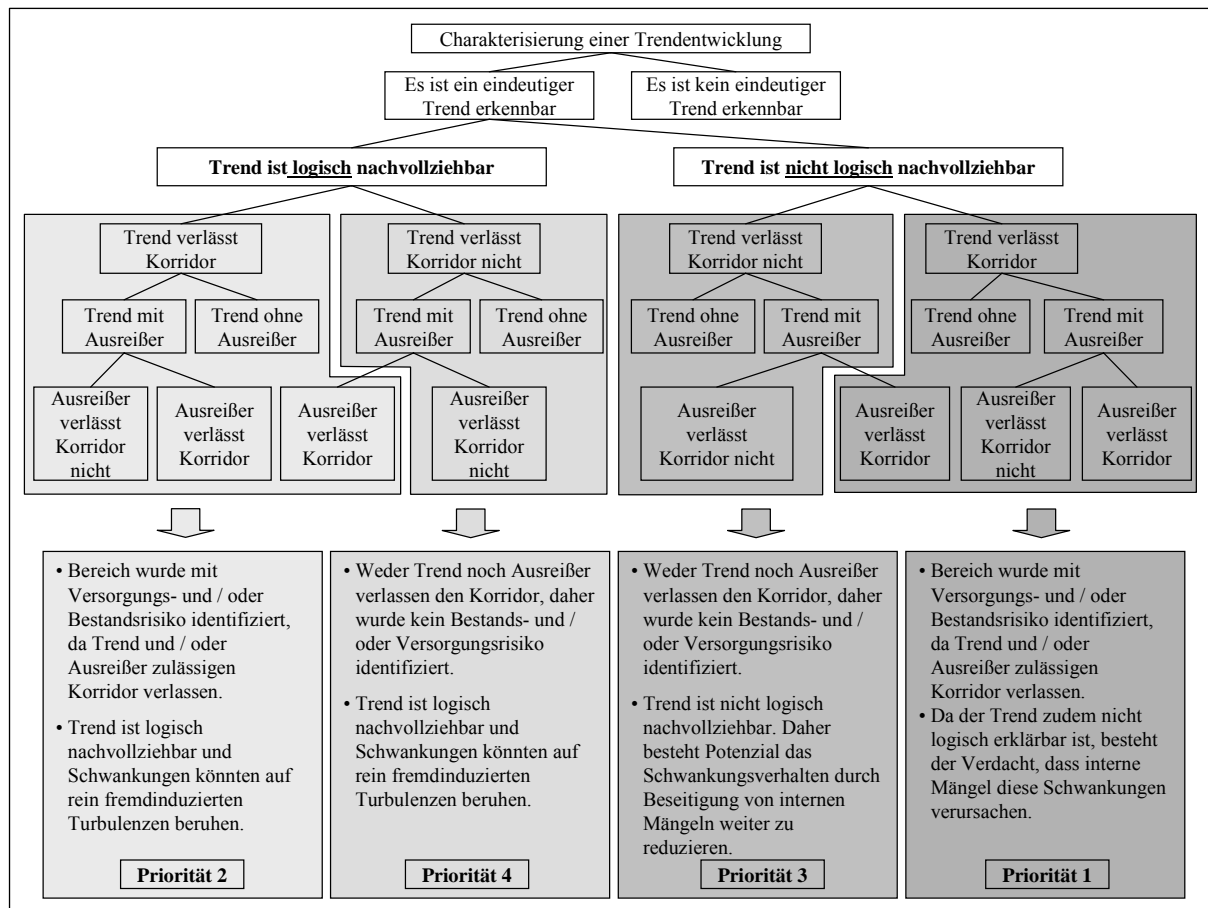 Charakterisierung einer Trendentwicklung
Es ist ein eindeutiger
Trend erkennbar
Es ist kein eindeutiger
Trend erkennbar
Trend ist logisch nachvollziehbar
Trend ist nicht logisch nachvollziehbar
Trend verlässt
Korridor
Trend verlässt
Korridor nicht
Trend verlässt
Korridor nicht
Trend verlässt
Korridor
Trend mit
Ausreißer
Trend ohne
Ausreißer
Trend mit
Ausreißer
Trend ohne
Ausreißer
Trend ohne
Ausreißer
Trend mit
Ausreißer
Trend ohne
Ausreißer
Trend mit
Ausreißer
Ausreißer
verlässt
Korridor
nicht
Ausreißer
verlässt
Korridor
Ausreißer
verlässt
Korridor
Ausreißer
verlässt
Korridor
nicht
Ausreißer
verlässt
Korridor nicht
Ausreißer
verlässt
Korridor
Ausreißer
verlässt
Korridor
nicht
Ausreißer
verlässt
Korridor
• Bereich wurde mit
Versorgungs- und / oder
Bestandsrisiko identifiziert,
da Trend und / oder
Ausreißer zulässigen
Korridor verlassen.
• Trend ist logisch
nachvollziehbar und
Schwankungen könnten auf
rein fremdinduzierten
Turbulenzen beruhen.
Priorität 2
• Weder Trend noch Ausreißer
verlassen den Korridor, daher
wurde kein Bestands- und /
oder Versorgungsrisiko
identifiziert.
• Trend ist logisch
nachvollziehbar und
Schwankungen könnten auf
rein fremdinduzierten
Turbulenzen beruhen.
Priorität 4
• Weder Trend noch Ausreißer
verlassen den Korridor, daher
wurde kein Bestands- und /
oder Versorgungsrisiko
identifiziert.
• Trend ist nicht logisch
nachvollziehbar. Daher
besteht Potenzial das
Schwankungsverhalten durch
Beseitigung von internen
Mängeln weiter zu
reduzieren.
Priorität 3
• Bereich wurde mit
Versorgungs- und / oder
Bestandsrisiko identifiziert,
da Trend und / oder
Ausreißer zulässigen
Korridor verlassen.
• Da der Trend zudem nicht
logisch erklärbar ist, besteht
der Verdacht, dass interne
Mängel diese Schwankungen
verursachen.
Priorität 1